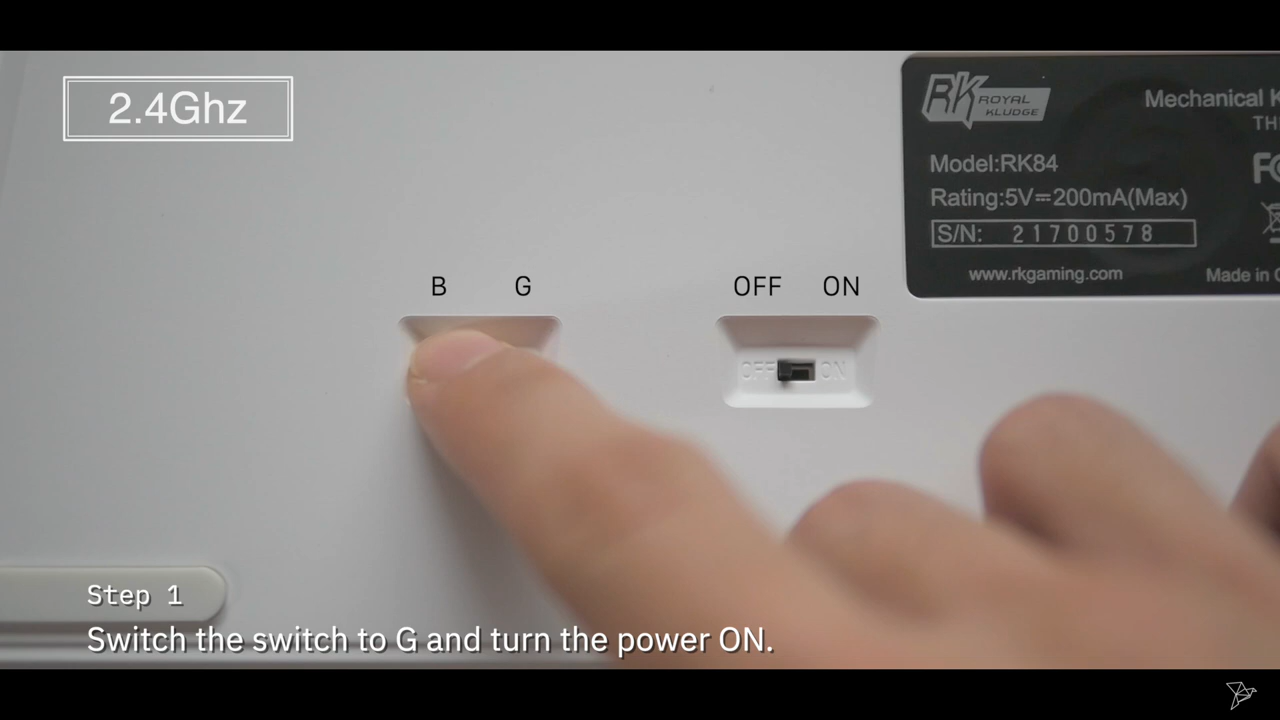 2.4Ghz
RK ROYAL
KLUDGE
Mechanical
Model:RK84
Rating:5V⎓200mA(Max)
S/N: 21700578
www.rkgaming.com
Made in
B G
OFF ON
OFF ON
Step 1
Switch the switch to G and turn the power ON.